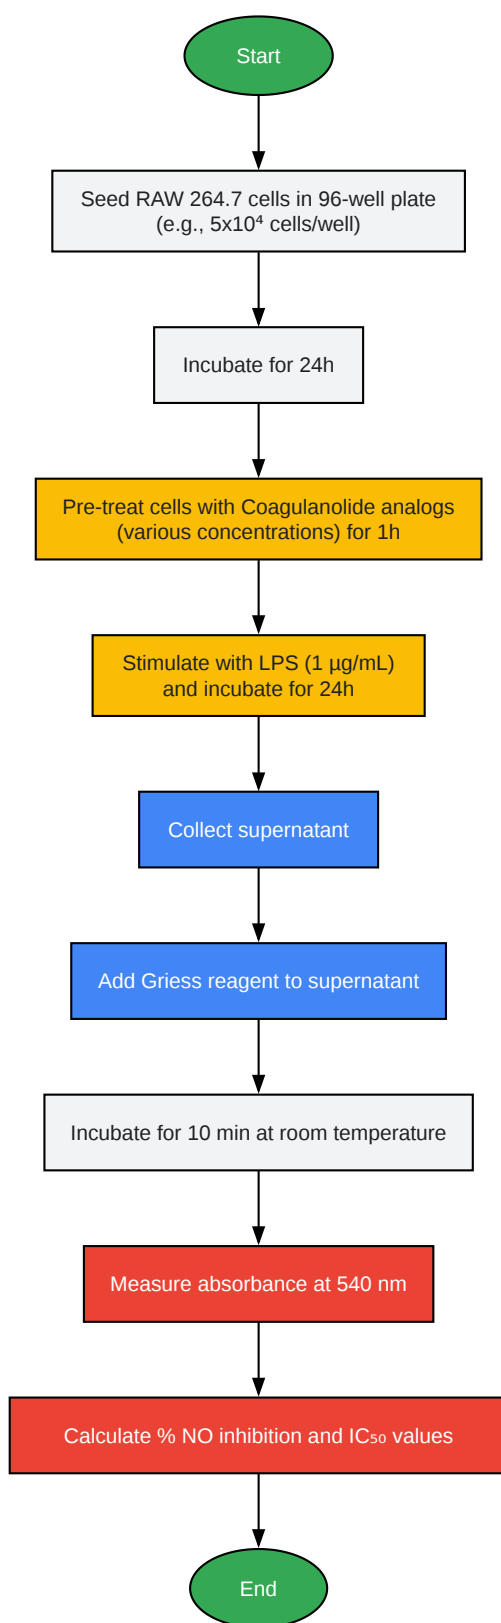 Start
Seed RAW 264.7 cells in 96-well plate
(e.g., 5x10⁴ cells/well)
Incubate for 24h
Pre-treat cells with Coagulanolide analogs
(various concentrations) for 1h
Stimulate with LPS (1 µg/mL)
and incubate for 24h
Collect supernatant
Add Griess reagent to supernatant
Incubate for 10 min at room temperature
Measure absorbance at 540 nm
Calculate % NO inhibition and IC₅₀ values
End